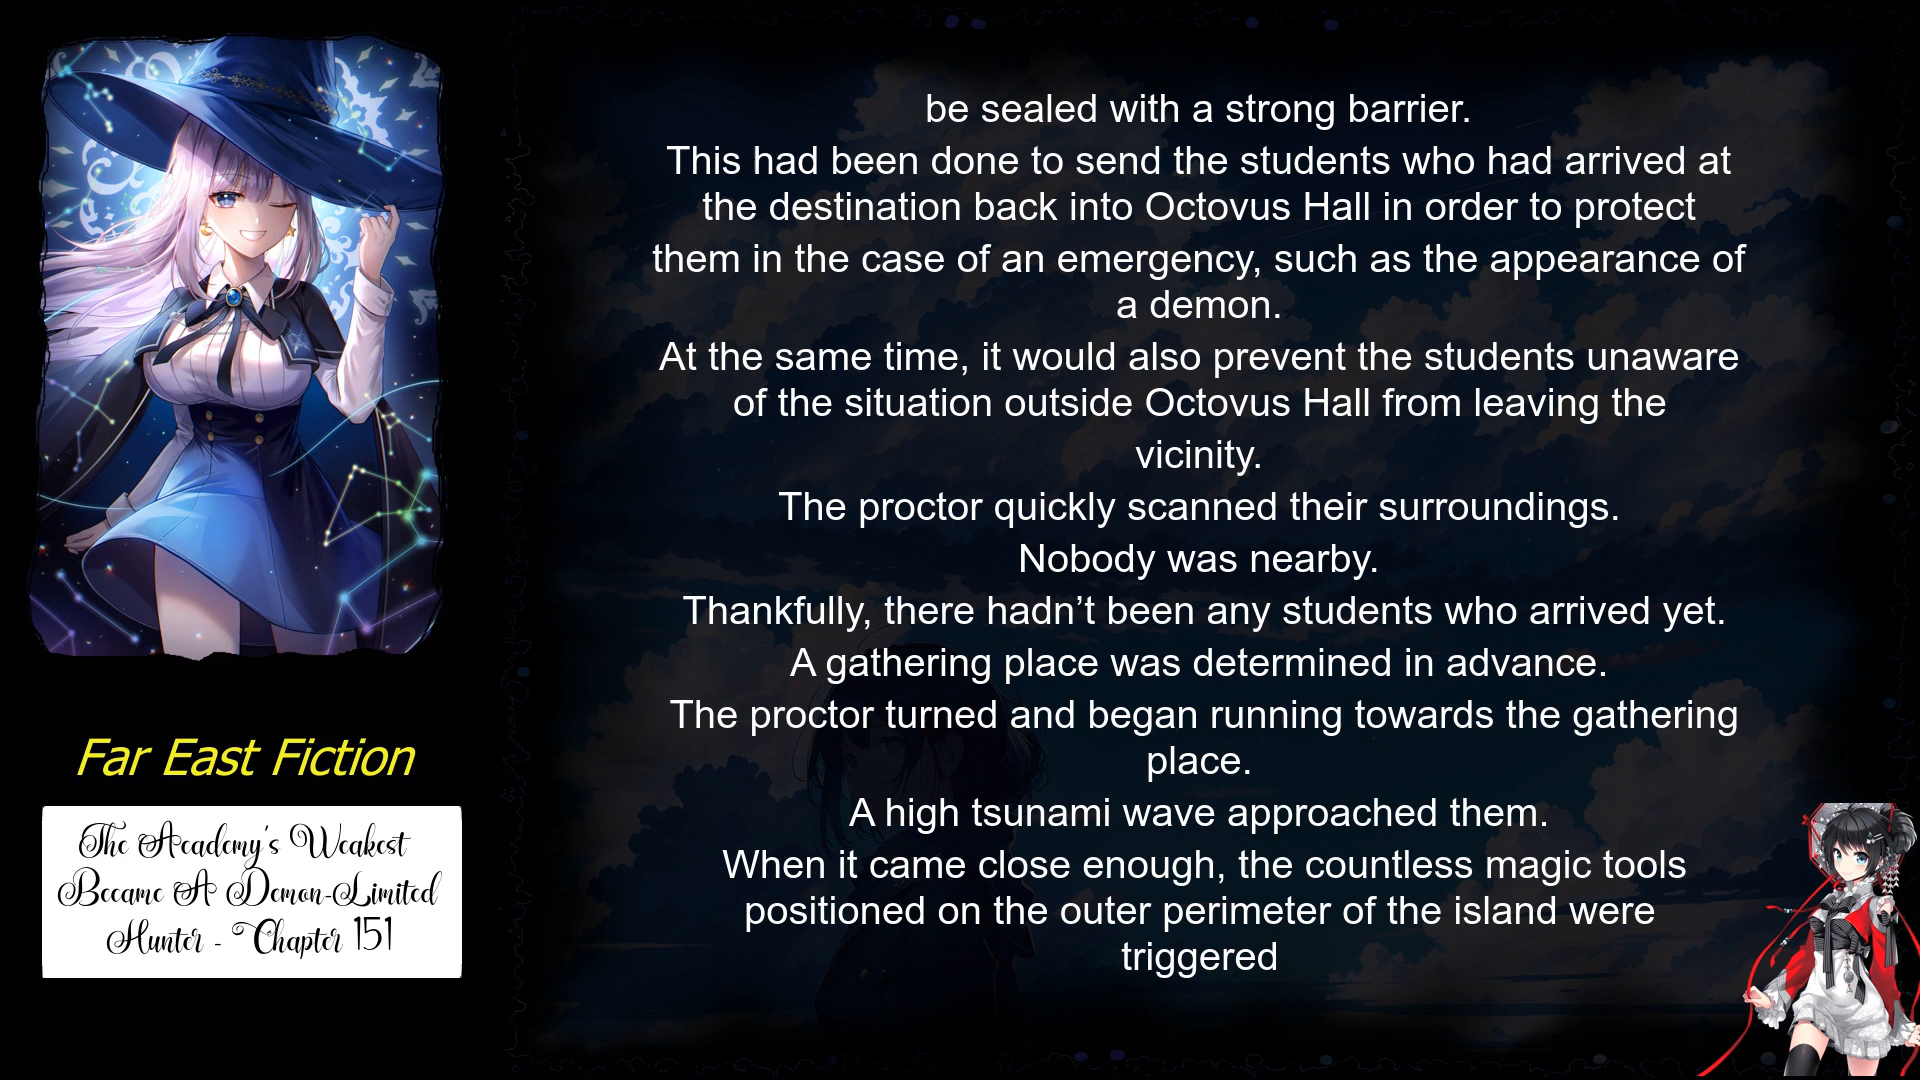 be sealed with a strong barrier.
This had been done to send the students who had arrived at
the destination back into Octovus Hall in order to protect
them in the case of an emergency, such as the appearance of
a demon.
At the same time, it would also prevent the students unaware
of the situation outside Octovus Hall from leaving the
vicinity.
The proctor quickly scanned their surroundings.
Nobody was nearby.
Thankfully, there hadn’t been any students who arrived yet.
A gathering place was determined in advance.
The proctor turned and began running towards the gathering
place.
A high tsunami wave approached them.
When it came close enough, the countless magic tools
positioned on the outer perimeter of the island were
triggered
Far East Fiction
The Academy's Weakest
Became A Demon-Limited
Hunter - Chapter 151